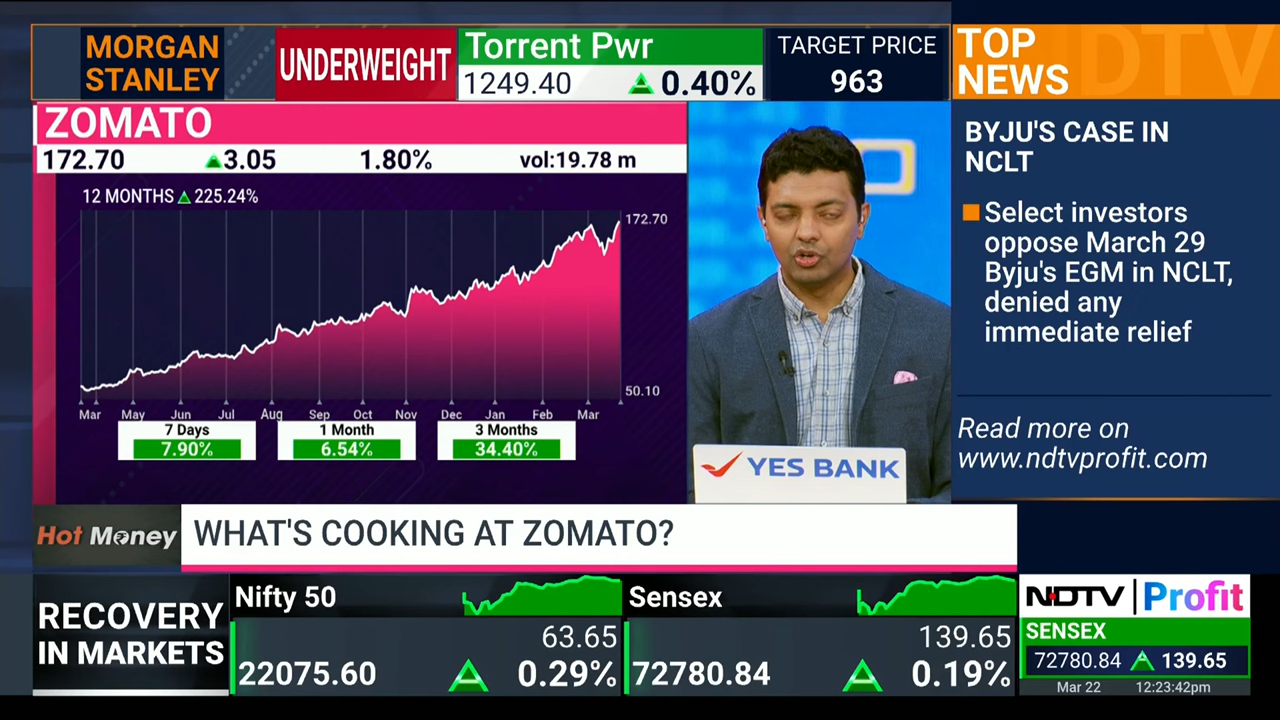 MORGAN
STANLEY
UNDERWEIGHT
Torrent Pwr
1249.40 0.40%
TARGET PRICE
963
TOP
NEWS
ZOMATO
172.70 3.05 1.80% vol:19.78 m
12 MONTHS 225.24%
172.70
50.10
Mar May Jun Jul Aug Sep Oct Nov Dec Jan Feb Mar
7 Days 1 Month 3 Months
7.90% 6.54% 34.40%
YES BANK
BYJU'S CASE IN
NCLT
Select investors
oppose March 29
Byju's EGM in NCLT,
denied any
immediate relief
Read more on
www.ndtvprofit.com
Hot Money
WHAT'S COOKING AT ZOMATO?
RECOVERY
IN MARKETS
Nifty 50
63.65
22075.60 0.29%
Sensex
139.65
72780.84 0.19%
NDTV Profit
SENSEX
72780.84 139.65
Mar 22 12:23:42pm